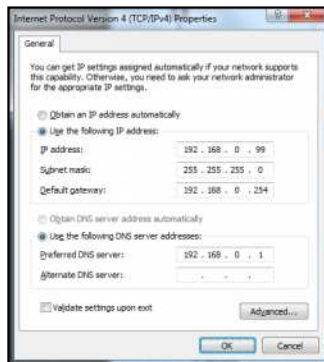 Internet Protocol Version 4 (TCP/IPv4) Properties
General
You can get IP settings assigned automatically if your network supports
this capability. Otherwise, you need to ask your network administrator
for the appropriate IP settings.
Obtain an IP address automatically
Use the following IP address:
IP address: 192 . 168 . 0 . 99
Subnet mask: 255 . 255 . 255 . 0
Default gateway: 192 . 168 . 0 . 254
Obtain DNS server address automatically
Use the following DNS server addresses:
Preferred DNS server: 192 . 168 . 0 . 1
Alternate DNS server: . . .
Validate settings upon exit
Advanced...
OK Cancel